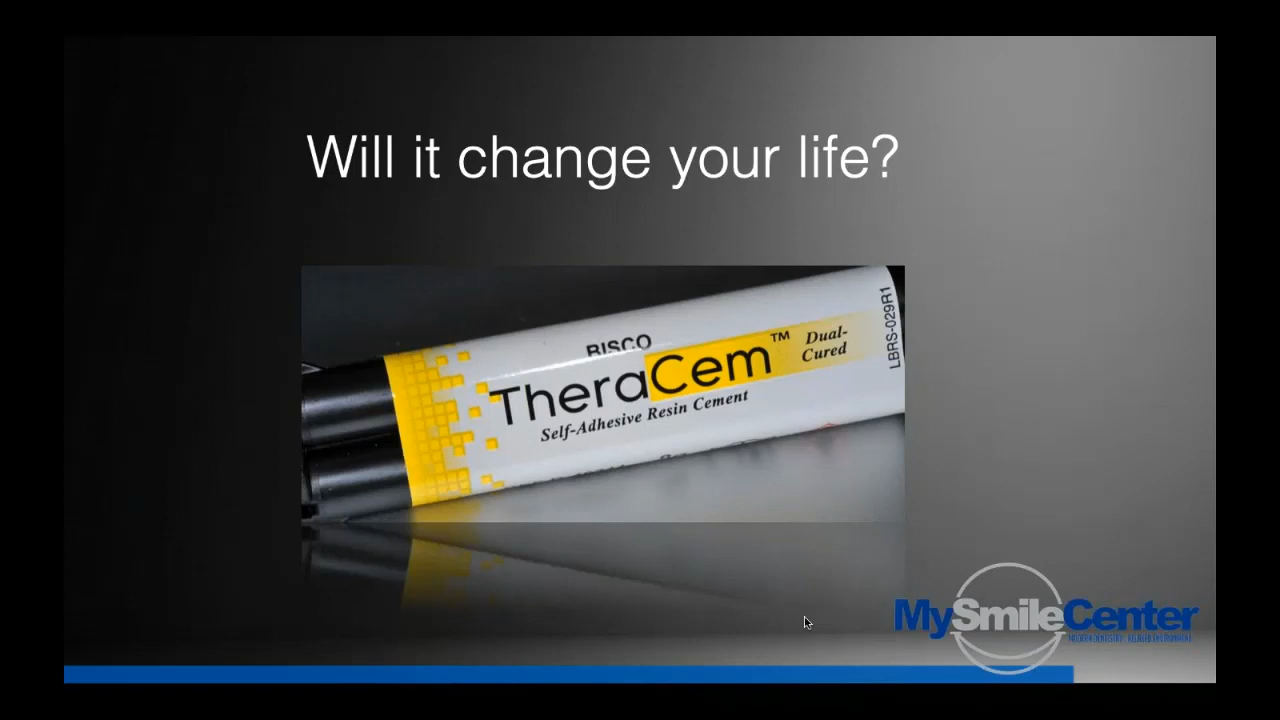 Will it change your life?
BISCO
TheraCem™
Dual-
Cured
Self-Adhesive Resin Cement
LBRS-029R1
MySmileCenter